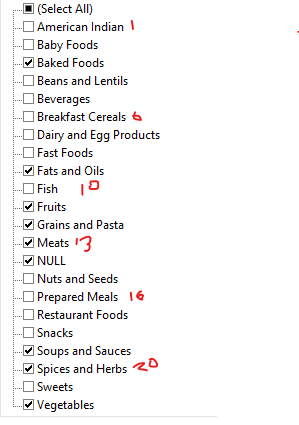 (Select All)
American Indian 1
Baby Foods
Baked Foods
Beans and Lentils
Beverages
Breakfast Cereals 6
Dairy and Egg Products
Fast Foods
Fats and Oils
Fish 10
Fruits
Grains and Pasta
Meats 13
NULL
Nuts and Seeds
Prepared Meals 16
Restaurant Foods
Snacks
Soups and Sauces
Spices and Herbs 20
Sweets
Vegetables